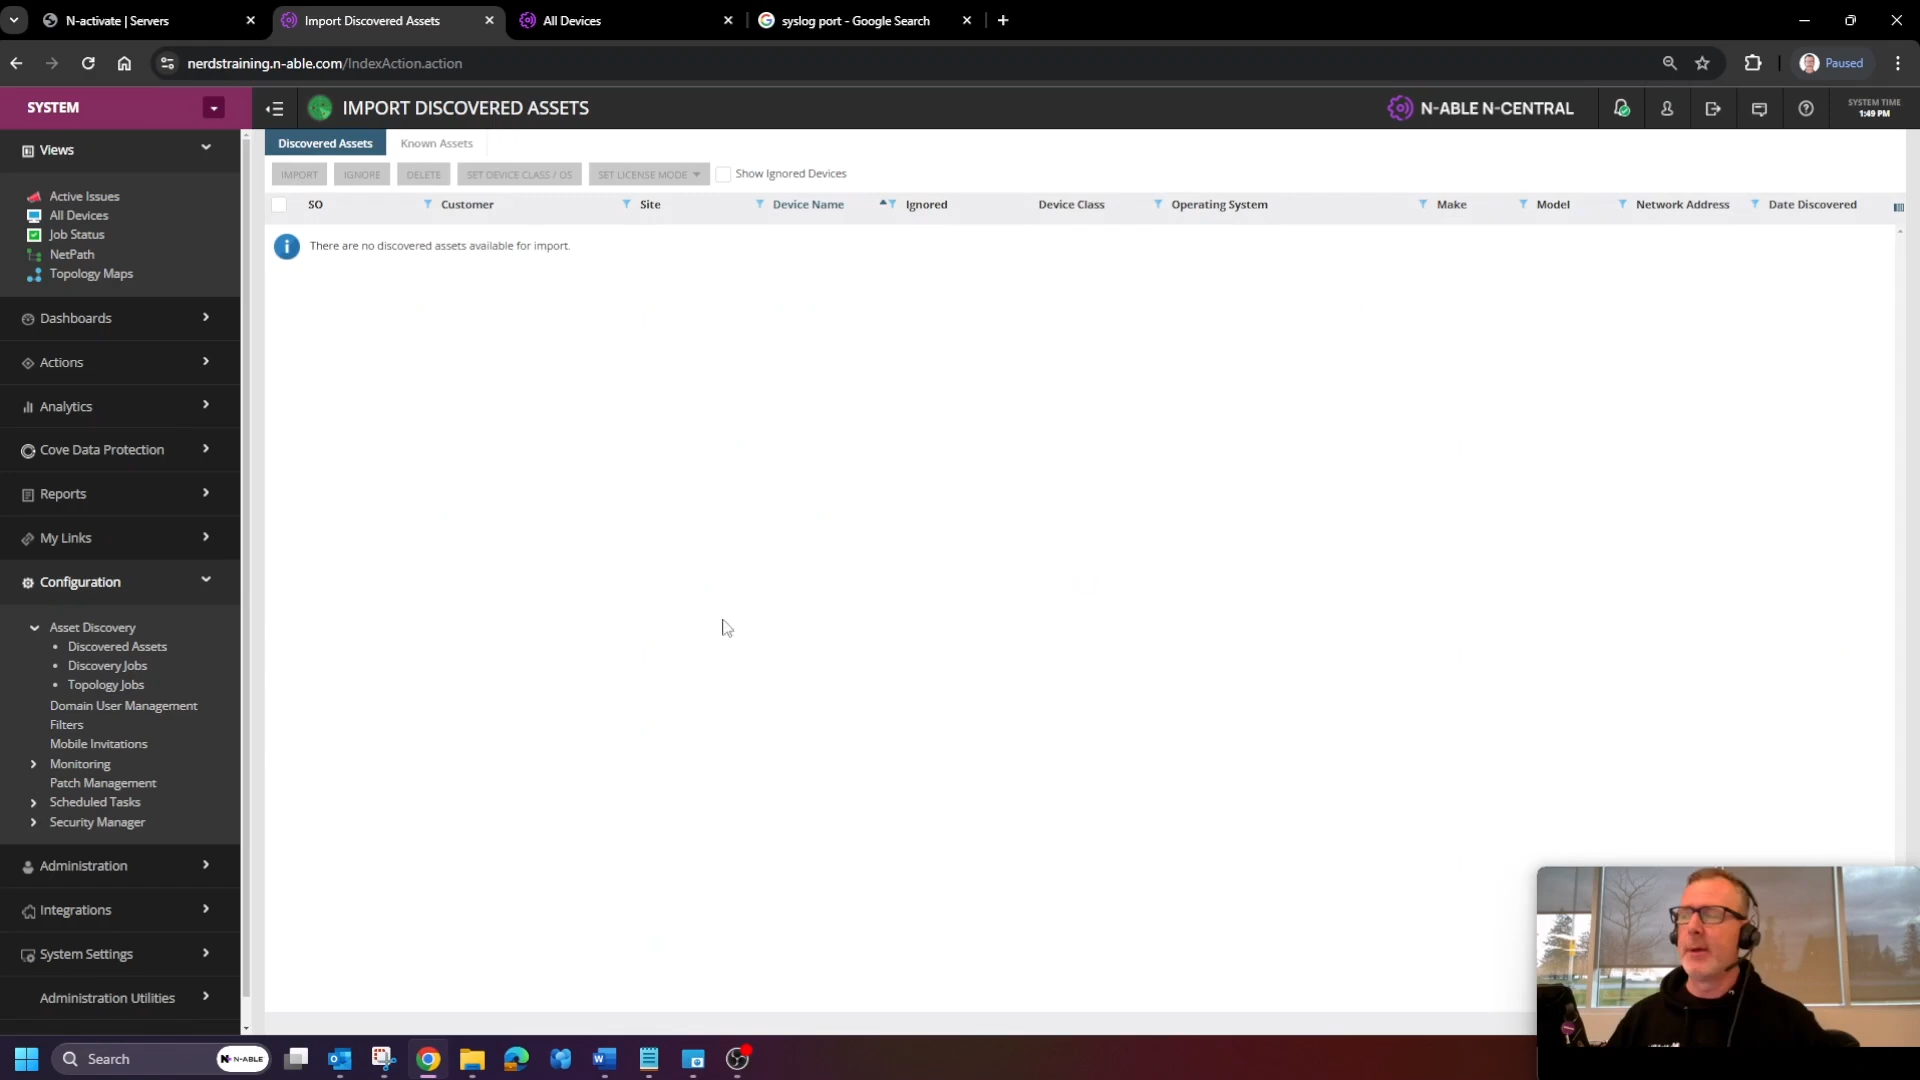 N-activate | Servers
Import Discovered Assets
All Devices
syslog port - Google Search
nerdstraining.n-able.com/IndexAction.action
Paused
SYSTEM
IMPORT DISCOVERED ASSETS
N-ABLE N-CENTRAL
SYSTEM TIME
1:49 PM
Views
Active Issues
All Devices
Job Status
NetPath
Topology Maps
Dashboards
Actions
Analytics
Cove Data Protection
Reports
My Links
Configuration
Asset Discovery
Discovered Assets
Discovery Jobs
Topology Jobs
Domain User Management
Filters
Mobile Invitations
Monitoring
Patch Management
Scheduled Tasks
Security Manager
Administration
Integrations
System Settings
Administration Utilities
Discovered Assets Known Assets
IMPORT IGNORE DELETE SET DEVICE CLASS / OS SET LICENSE MODE Show Ignored Devices
SO Customer Site Device Name Ignored Device Class Operating System Make Model Network Address Date Discovered
There are no discovered assets available for import.
Search
N-ABLE